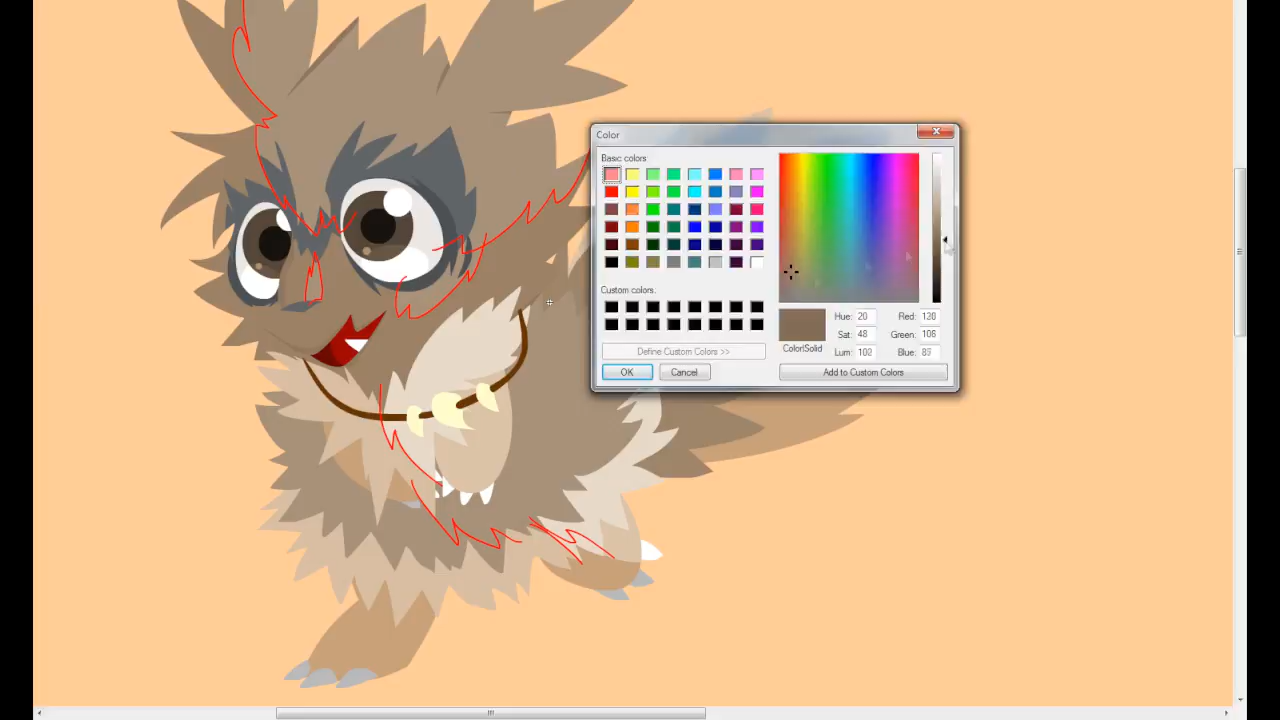 Color
Basic colors:
Custom colors:
Define Custom Colors >>
OK
Cancel
Color|Solid
Hue: 20
Sat: 48
Lum: 102
Red: 130
Green: 106
Blue: 87
Add to Custom Colors